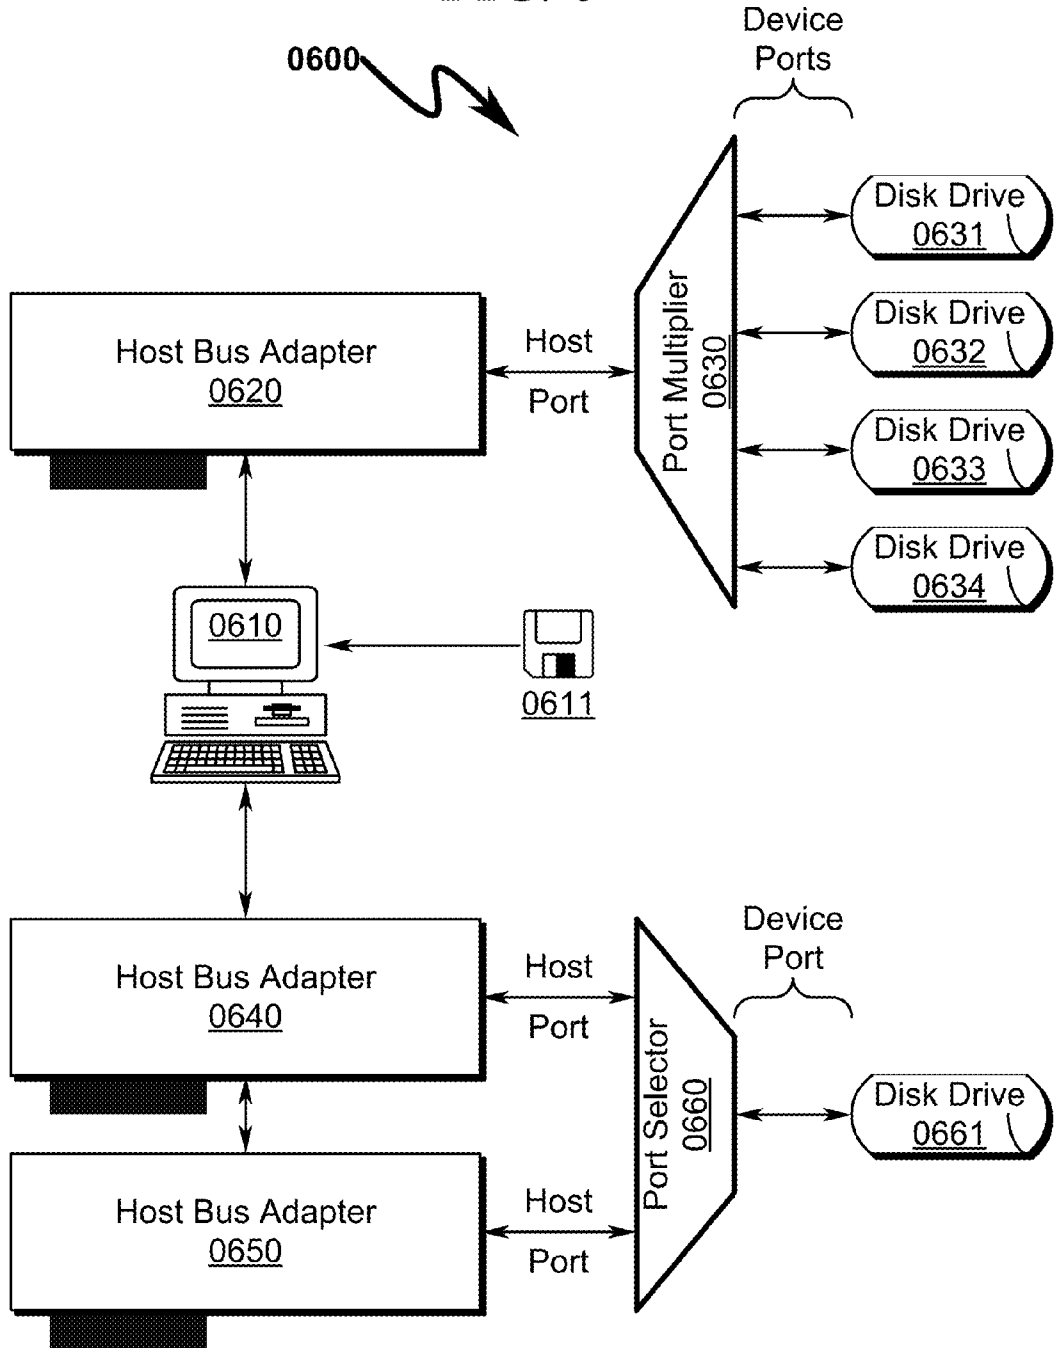 0600
Device
Ports
Disk Drive
0631
Disk Drive
0632
Disk Drive
0633
Disk Drive
0634
Host Bus Adapter
0620
Host
Port
Port Multiplier
0630
0610
0611
Host Bus Adapter
0640
Host
Port
Device
Port
Port Selector
0660
Disk Drive
0661
Host Bus Adapter
0650
Host
Port